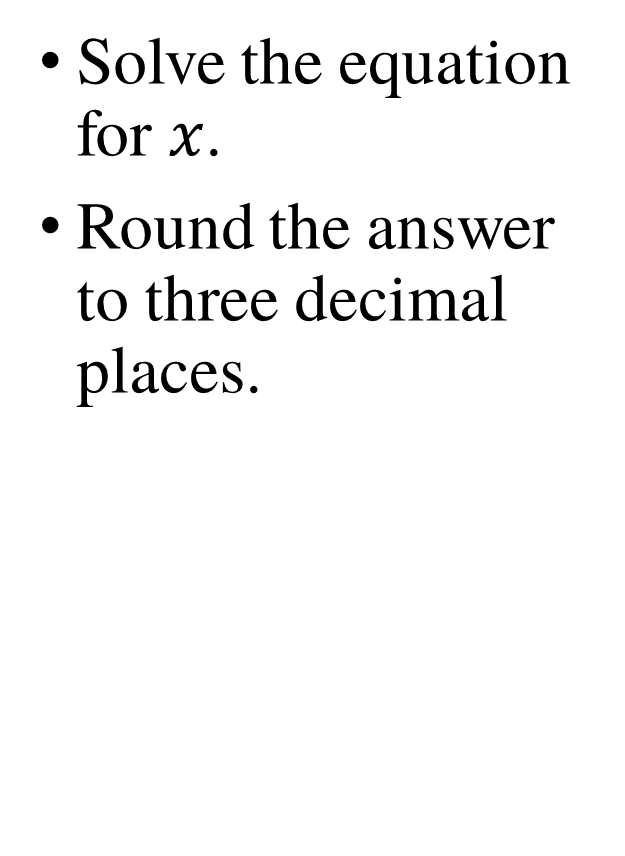 • Solve the equation
for 𝑥.
• Round the answer
to three decimal
places.